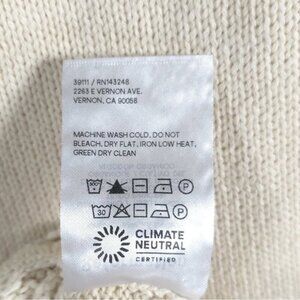 39111 / RN143248
2263 E VERNON AVE.
VERNON, CA 90058
MACHINE WASH COLD, DO NOT
BLEACH, DRY FLAT, IRON LOW HEAT,
GREEN DRY CLEAN
P
30 P
CLIMATE
NEUTRAL
CERTIFIED